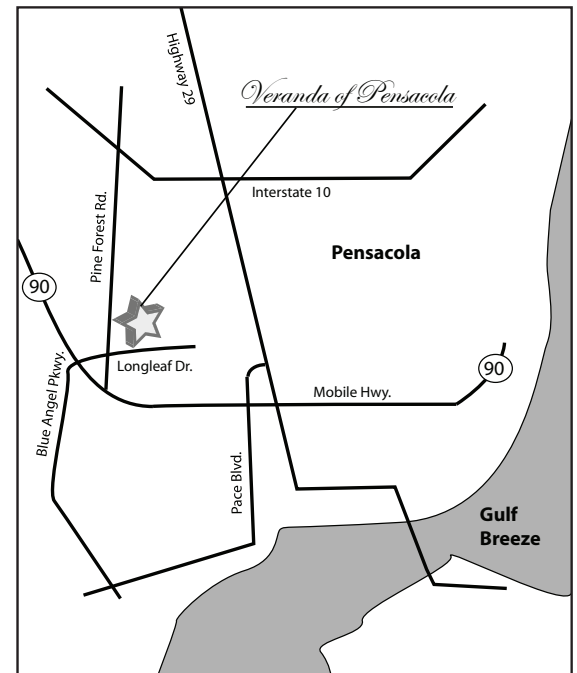 Highway 29
Veranda of Pensacola
Interstate 10
Pine Forest Rd.
Pensacola
90
Longleaf Dr.
Blue Angel Pkwy.
90
Mobile Hwy.
Pace Blvd.
Gulf
Breeze